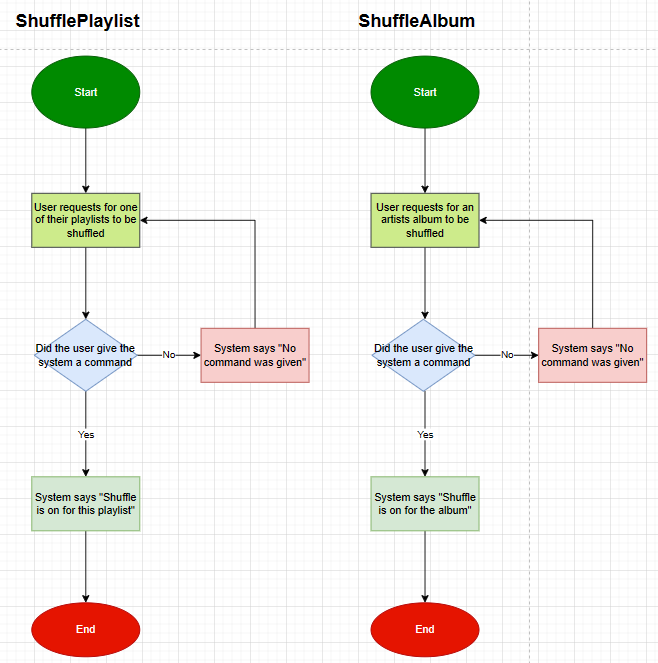 ShufflePlaylist
Start
User requests for one
of their playlists to be
shuffled
Did the user give the
system a command
No
System says "No
command was given"
Yes
System says "Shuffle
is on for this playlist"
End
ShuffleAlbum
Start
User requests for an
artists album to be
shuffled
Did the user give the
system a command
No
System says "No
command was given"
Yes
System says "Shuffle
is on for the album"
End